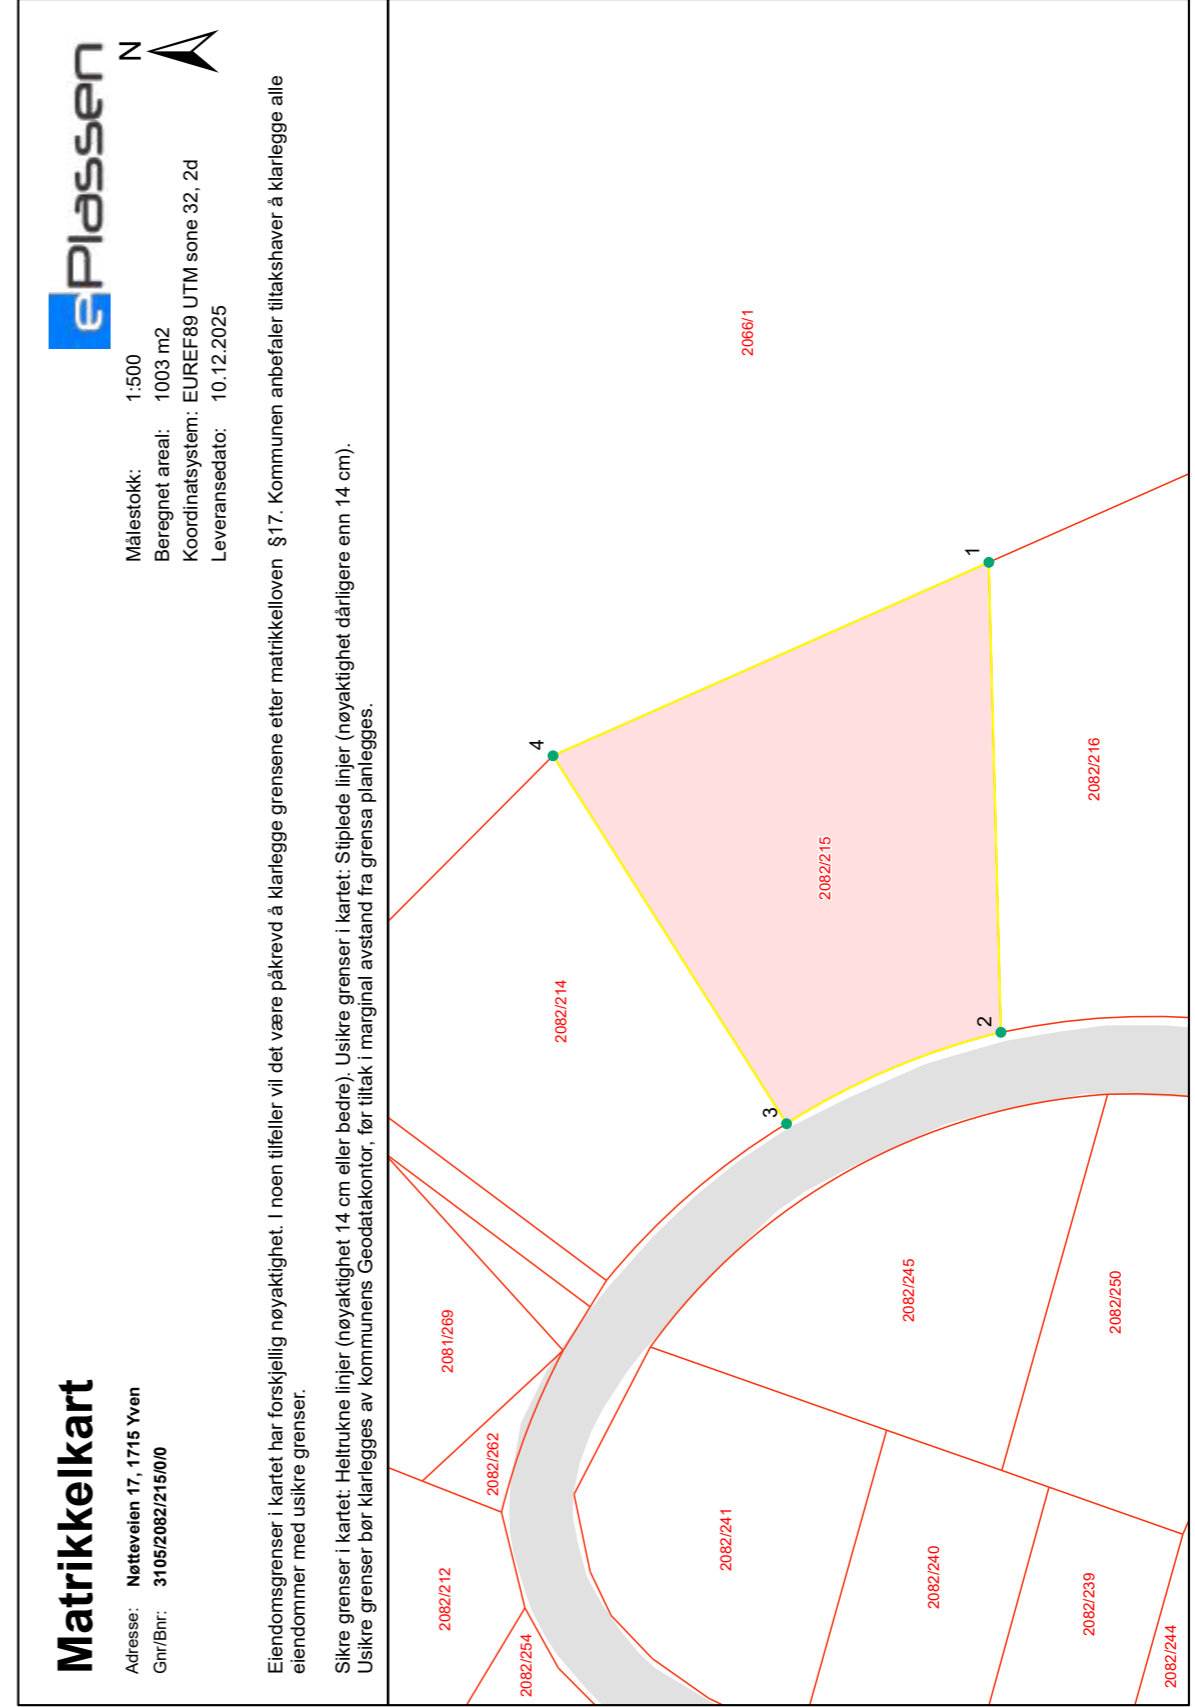 Matrikkelkart
ePlassen
Adresse: Nøtteveien 17, 1715 Yven
Gnr/Bnr: 3105/2082/215/0/0
Målestokk: 1:500
Beregnet areal: 1003 m2
Koordinatsystem: EUREF89 UTM sone 32, 2d
Leveransedato: 10.12.2025
N
Eiendomsgrenser i kartet har forskjellig nøyaktighet. I noen tilfeller vil det være påkrevd å klarlegge grensene etter matrikkelloven §17. Kommunen anbefaler tiltakshaver å klarlegge alle
eiendommer med usikre grenser.
Sikre grenser i kartet: Heltrukne linjer (nøyaktighet 14 cm eller bedre). Usikre grenser i kartet: Stiplede linjer (nøyaktighet dårligere enn 14 cm).
Usikre grenser bør klarlegges av kommunens Geodatakontor, før tiltak i marginal avstand fra grensa planlegges.
2082/212
2081/269
2082/262
2082/254
2082/214
4
2066/1
2082/241
3
2082/215
2082/245
2082/240
2
1
2082/239
2082/250
2082/216
2082/244